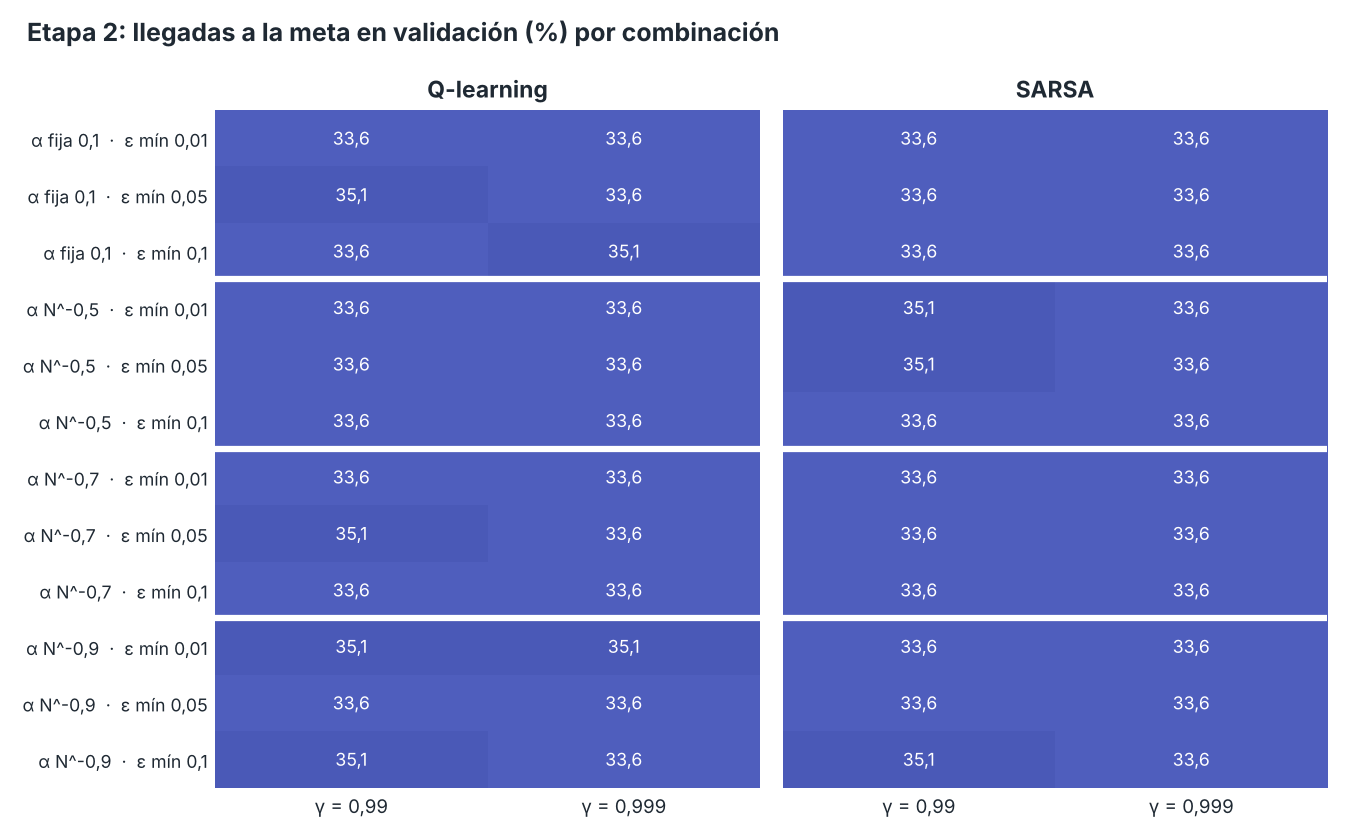 Etapa 2: llegadas a la meta en validación (%) por combinación
Q-learning SARSA
α fija 0,1 · ε mín 0,01 33,6 33,6 33,6 33,6
α fija 0,1 · ε mín 0,05 35,1 33,6 33,6 33,6
α fija 0,1 · ε mín 0,1 33,6 35,1 33,6 33,6
α N^-0,5 · ε mín 0,01 33,6 33,6 35,1 33,6
α N^-0,5 · ε mín 0,05 33,6 33,6 35,1 33,6
α N^-0,5 · ε mín 0,1 33,6 33,6 33,6 33,6
α N^-0,7 · ε mín 0,01 33,6 33,6 33,6 33,6
α N^-0,7 · ε mín 0,05 35,1 33,6 33,6 33,6
α N^-0,7 · ε mín 0,1 33,6 33,6 33,6 33,6
α N^-0,9 · ε mín 0,01 35,1 35,1 33,6 33,6
α N^-0,9 · ε mín 0,05 33,6 33,6 33,6 33,6
α N^-0,9 · ε mín 0,1 35,1 33,6 35,1 33,6
γ = 0,99 γ = 0,999 γ = 0,99 γ = 0,999